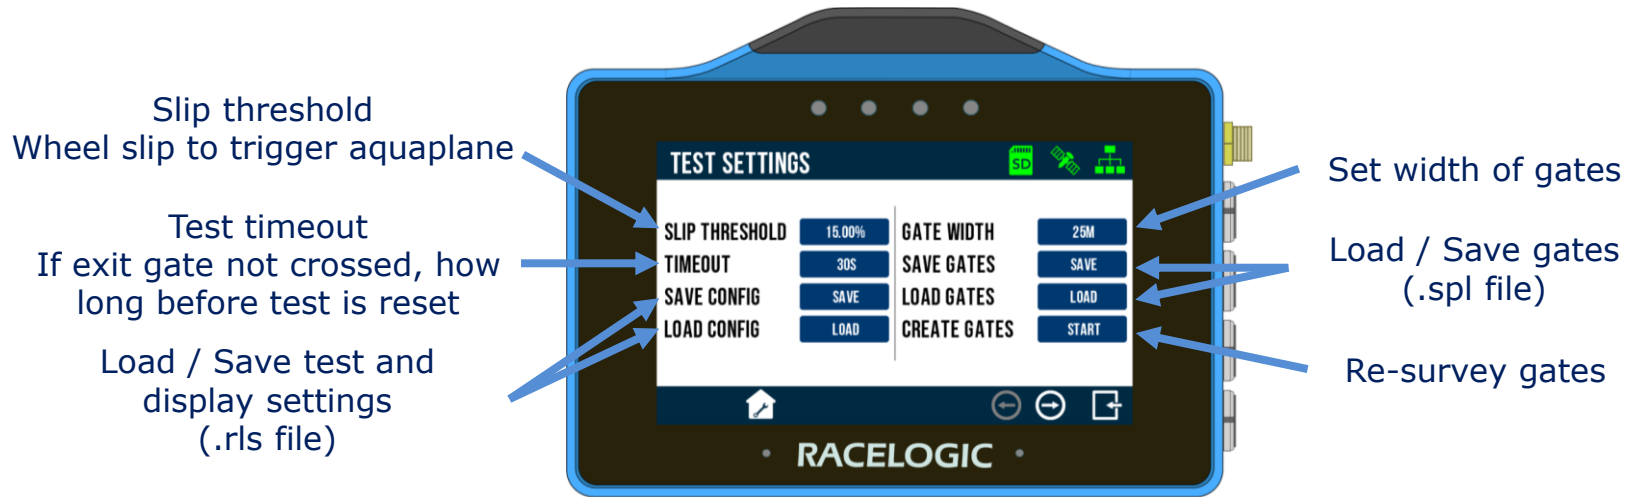 Slip threshold
Wheel slip to trigger aquaplane
Test timeout
If exit gate not crossed, how
long before test is reset
Load / Save test and
display settings
(.rls file)
TEST SETTINGS
SD
SLIP THRESHOLD 15.00% GATE WIDTH 25M
TIMEOUT 30S SAVE GATES SAVE
SAVE CONFIG SAVE LOAD GATES LOAD
LOAD CONFIG LOAD CREATE GATES START
RACELOGIC
Set width of gates
Load / Save gates
(.spl file)
Re-survey gates